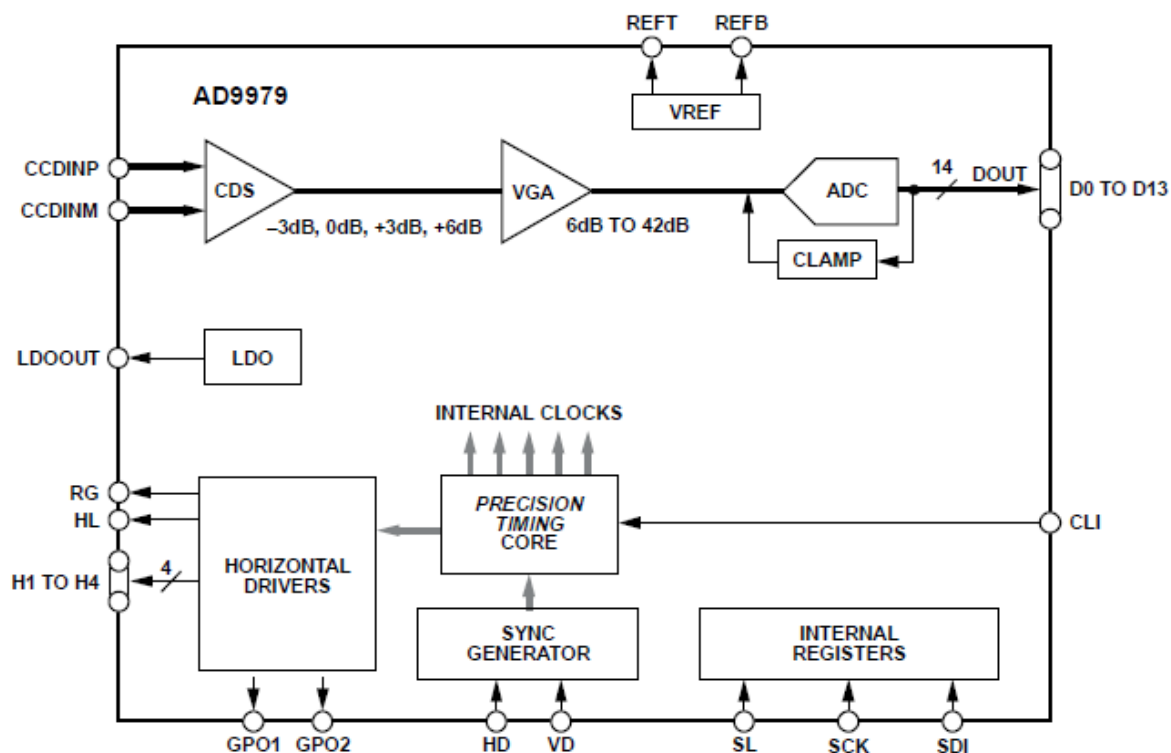 REFT REFB
AD9979
VREF
CCDINP
CCDINM
CDS
–3dB, 0dB, +3dB, +6dB
VGA
6dB TO 42dB
ADC
14 DOUT
D0 TO D13
CLAMP
LDOOUT
LDO
INTERNAL CLOCKS
RG
HL
H1 TO H4
4
HORIZONTAL
DRIVERS
PRECISION
TIMING
CORE
CLI
SYNC
GENERATOR
INTERNAL
REGISTERS
GPO1 GPO2 HD VD SL SCK SDI